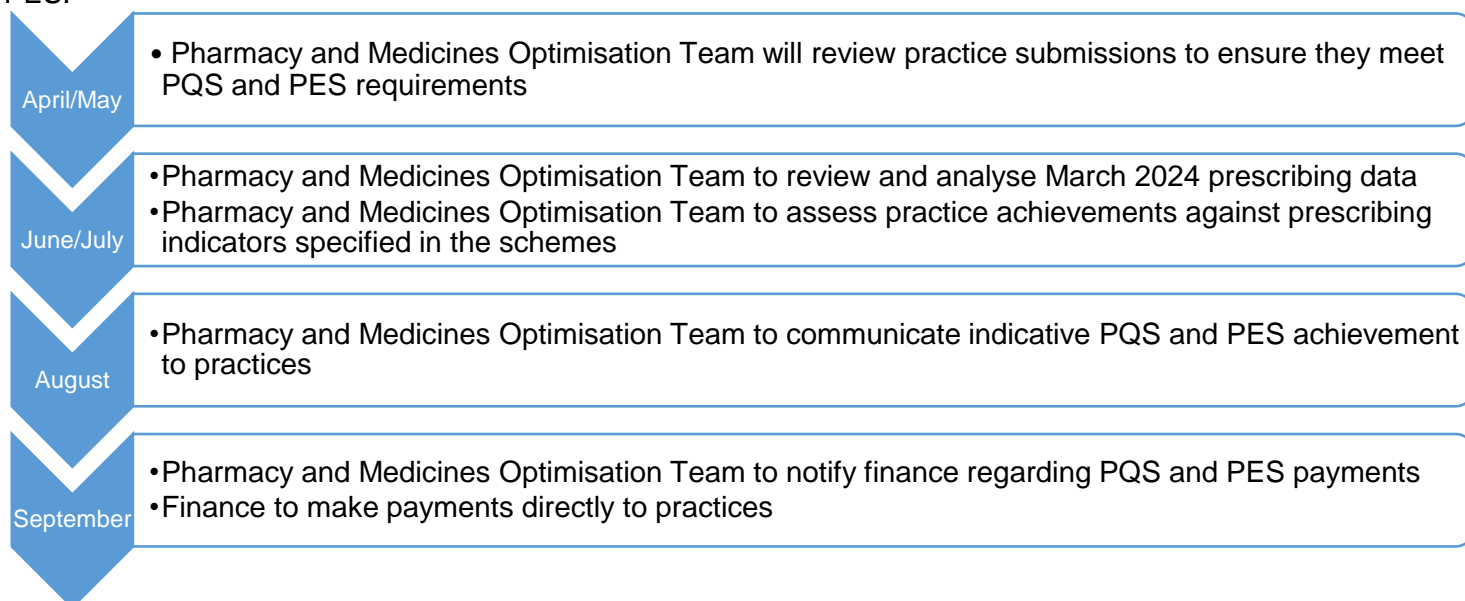 • Pharmacy and Medicines Optimisation Team will review practice submissions to ensure they meet
PQS and PES requirements
April/May
•Pharmacy and Medicines Optimisation Team to review and analyse March 2024 prescribing data
•Pharmacy and Medicines Optimisation Team to assess practice achievements against prescribing
indicators specified in the schemes
June/July
•Pharmacy and Medicines Optimisation Team to communicate indicative PQS and PES achievement
to practices
August
•Pharmacy and Medicines Optimisation Team to notify finance regarding PQS and PES payments
•Finance to make payments directly to practices
September